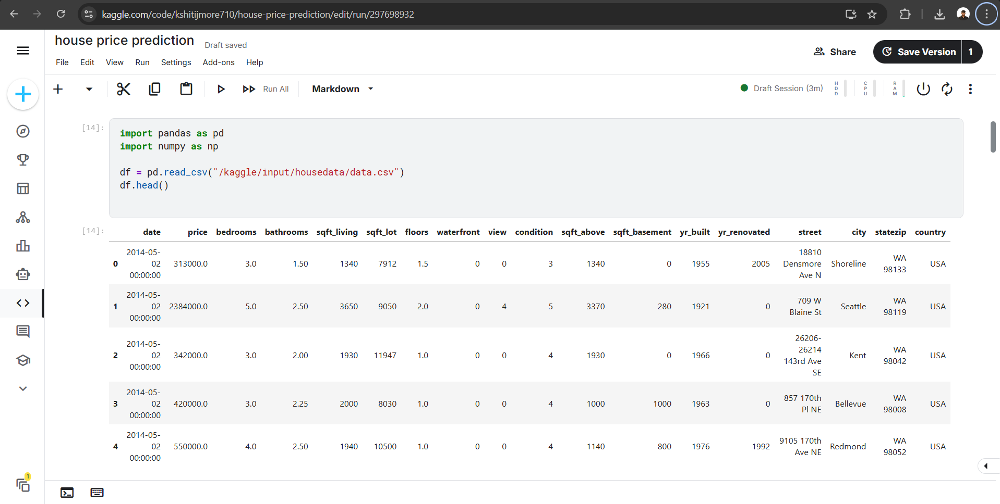 kaggle.com/code/kshitijmore710/house-price-prediction/edit/run/297698932
house price prediction Draft saved
File Edit View Run Settings Add-ons Help
Share
Save Version 1
Run All Markdown
Draft Session (3m) HDD CPU RAM
[14]:
import pandas as pd
import numpy as np
df = pd.read_csv("/kaggle/input/housedata/data.csv")
df.head()
[14]:
date price bedrooms bathrooms sqft_living sqft_lot floors waterfront view condition sqft_above sqft_basement yr_built yr_renovated street city statezip country
0 2014-05-02 00:00:00 313000.0 3.0 1.50 1340 7912 1.5 0 0 3 1340 0 1955 2005 18810 Densmore Ave N Shoreline WA 98133 USA
1 2014-05-02 00:00:00 2384000.0 5.0 2.50 3650 9050 2.0 0 4 5 3370 280 1921 0 709 W Blaine St Seattle WA 98119 USA
2 2014-05-02 00:00:00 342000.0 3.0 2.00 1930 11947 1.0 0 0 4 1930 0 1966 0 26206-26214 143rd Ave SE Kent WA 98042 USA
3 2014-05-02 00:00:00 420000.0 3.0 2.25 2000 8030 1.0 0 0 4 1000 1000 1963 0 857 170th Pl NE Bellevue WA 98008 USA
4 2014-05-02 00:00:00 550000.0 4.0 2.50 1940 10500 1.0 0 0 4 1140 800 1976 1992 9105 170th Ave NE Redmond WA 98052 USA
1